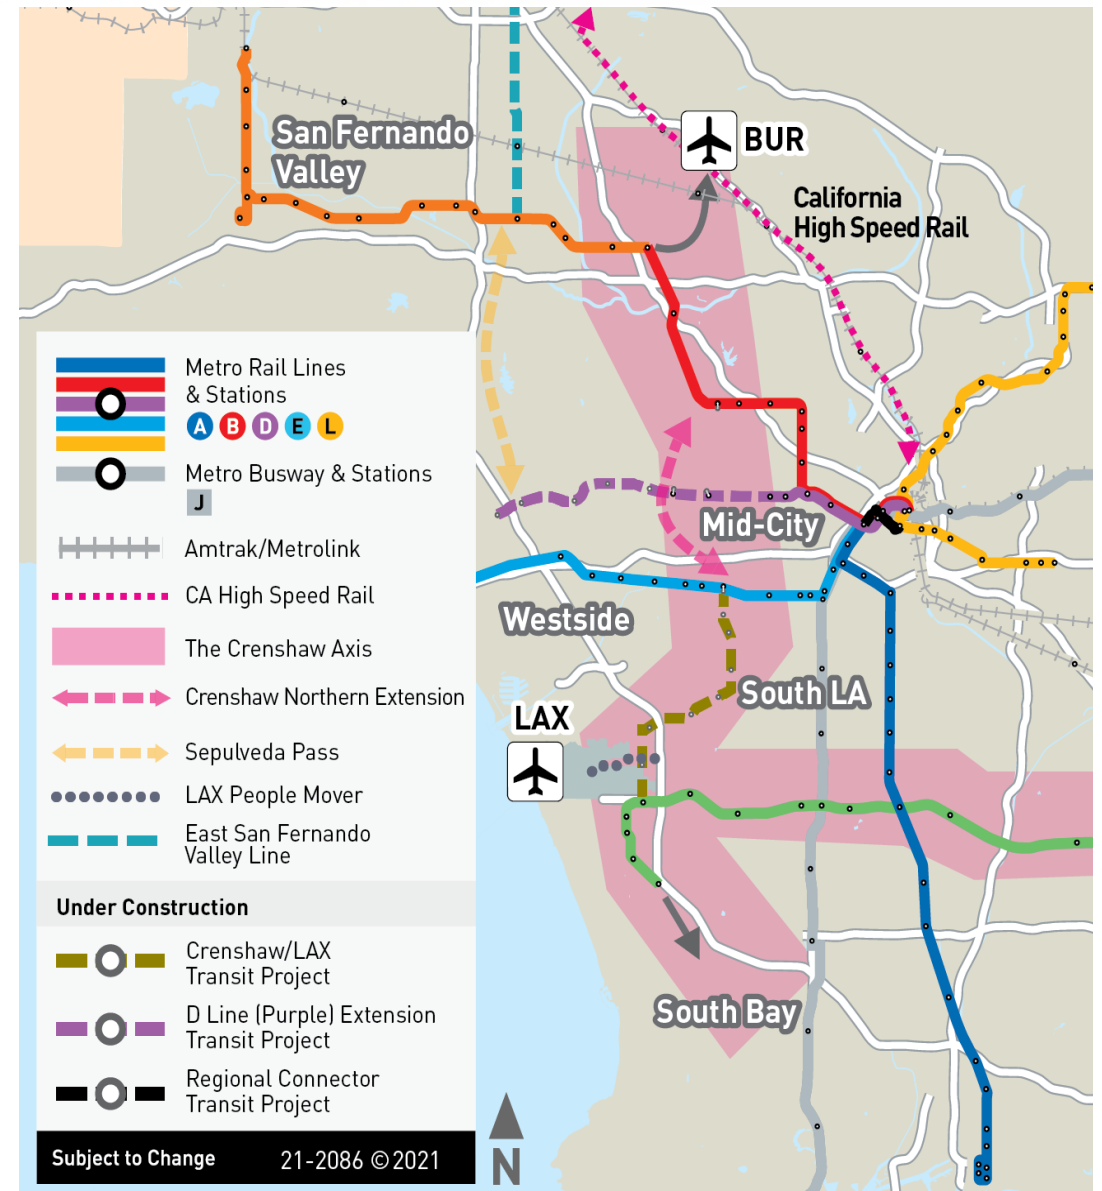 San Fernando
Valley
BUR
California
High Speed Rail
Mid-City
Westside
South LA
LAX
South Bay
Metro Rail Lines
& Stations
A B D E L
Metro Busway & Stations
J
Amtrak/Metrolink
CA High Speed Rail
The Crenshaw Axis
Crenshaw Northern Extension
Sepulveda Pass
LAX People Mover
East San Fernando
Valley Line
Under Construction
Crenshaw/LAX
Transit Project
D Line (Purple) Extension
Transit Project
Regional Connector
Transit Project
Subject to Change 21-2086 ©2021
N